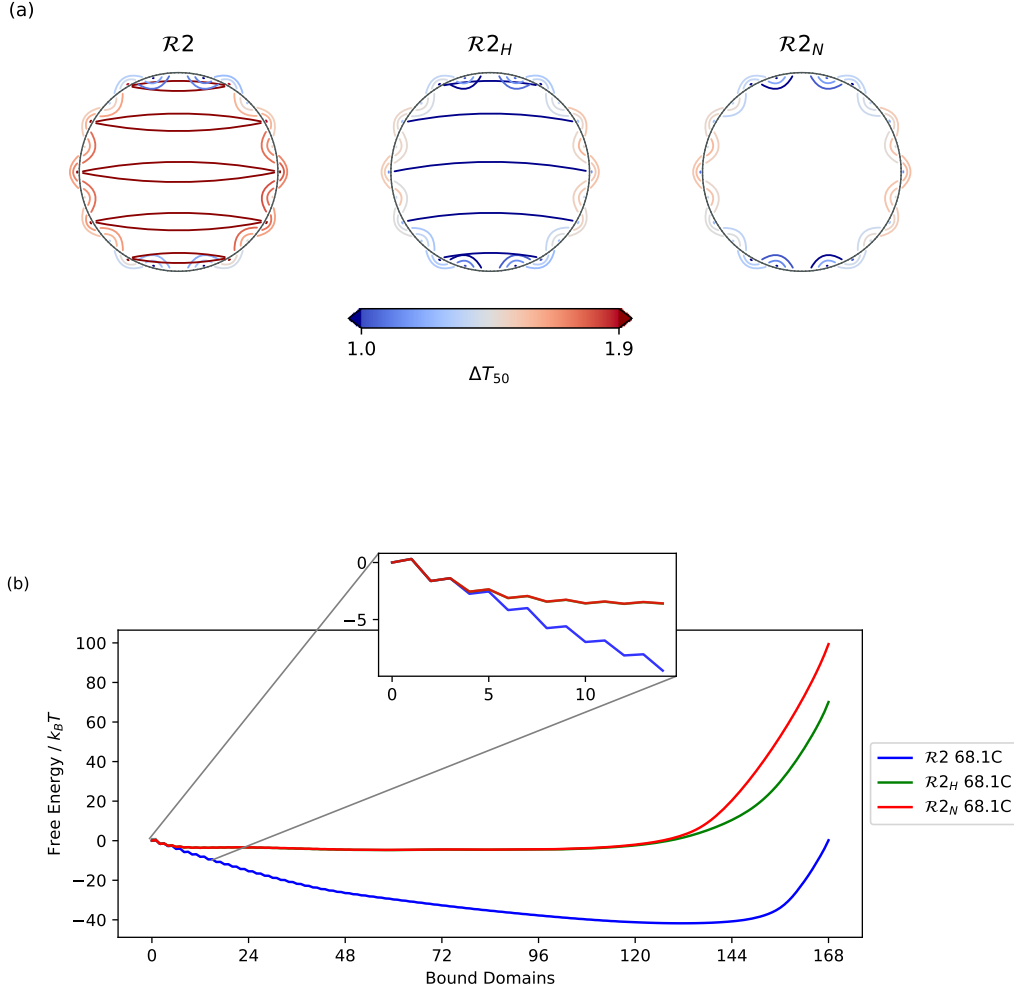 (a)
ℛ2 ℛ2_H ℛ2_N
1.0 1.9
ΔT₅₀
(b)
0
−5
0 5 10
100
80
60
40
20
0
−20
−40
Free Energy / k_BT
0 24 48 72 96 120 144 168
Bound Domains
ℛ2 68.1C
ℛ2_H 68.1C
ℛ2_N 68.1C